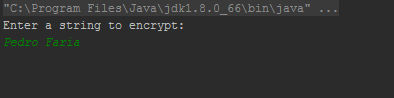 "C:\Program Files\Java\jdk1.8.0_66\bin\java" ...
Enter a string to encrypt:
Pedro Faria